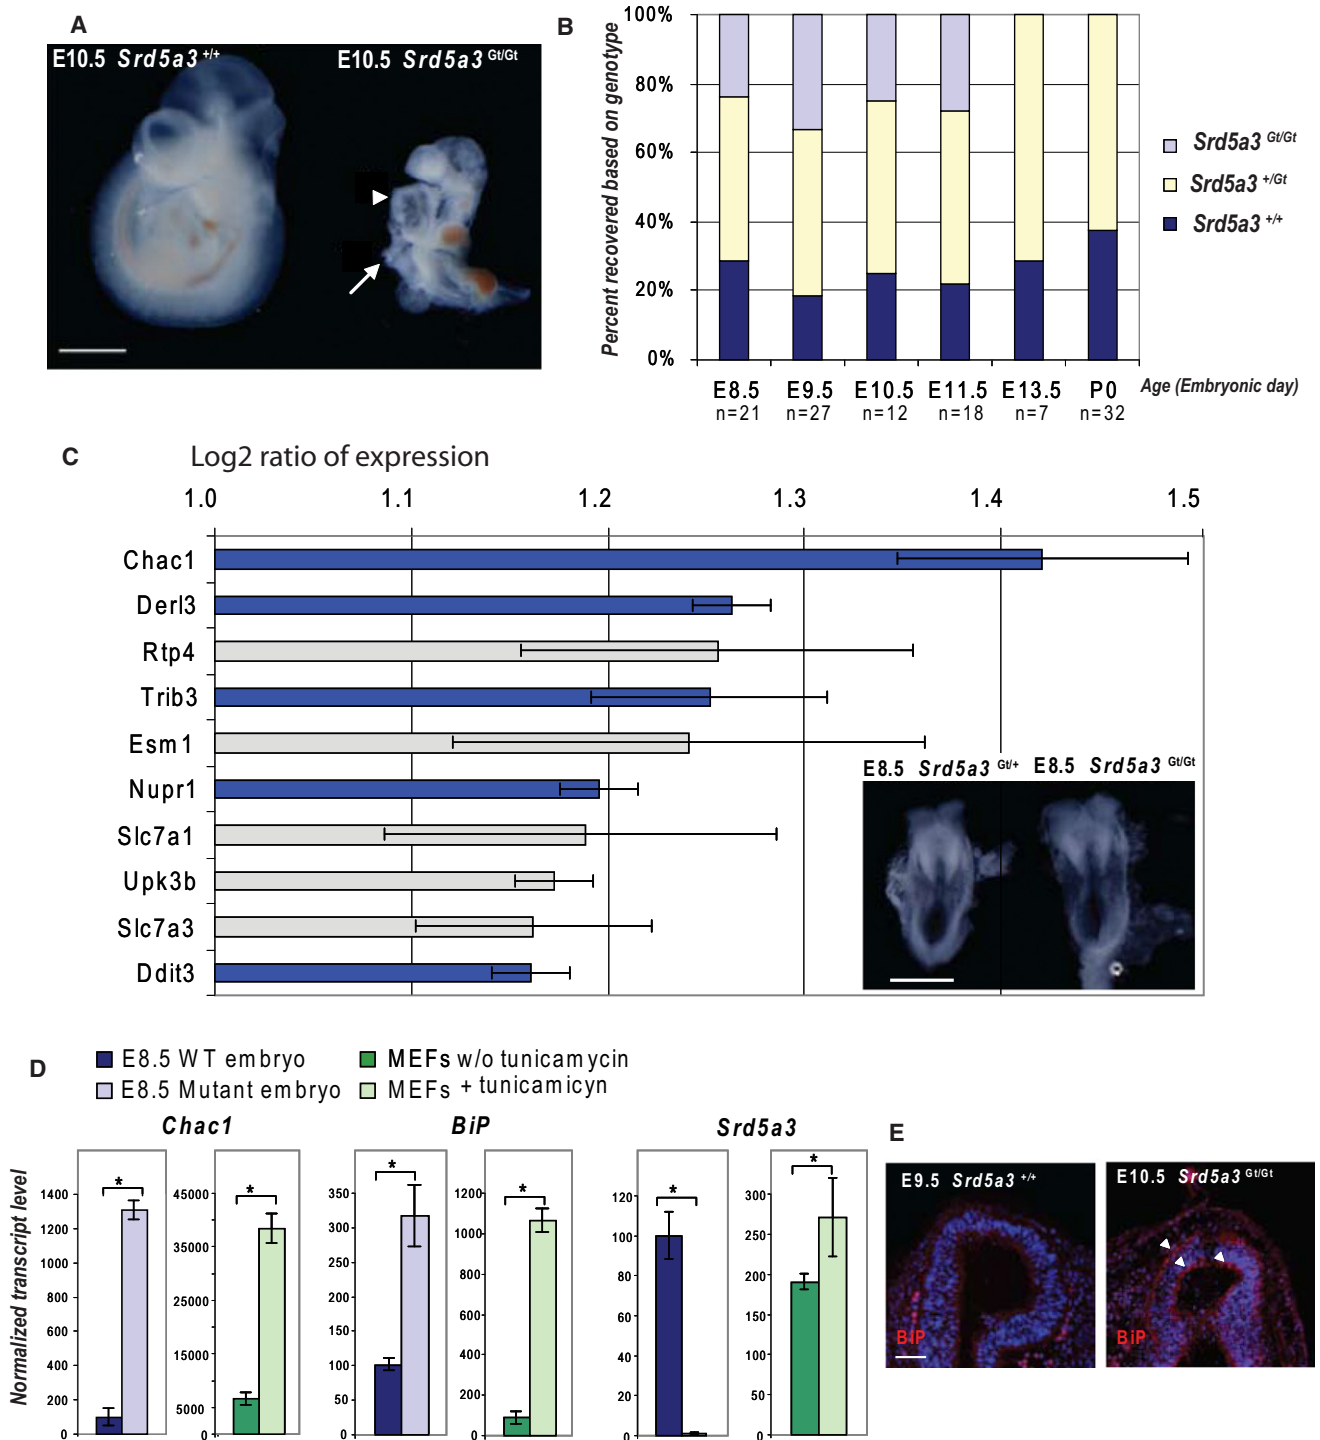 A
E10.5 Srd5a3 +/+
E10.5 Srd5a3 Gt/Gt
B
Percent recovered based on genotype
100%
80%
60%
40%
20%
0%
E8.5 E9.5 E10.5 E11.5 E13.5 P0
n=21 n=27 n=12 n=18 n=7 n=32
Age (Embryonic day)
Srd5a3 Gt/Gt
Srd5a3 +/Gt
Srd5a3 +/+
C
Log2 ratio of expression
1.0 1.1 1.2 1.3 1.4 1.5
Chac1
Derl3
Rtp4
Trib3
Esm1
Nupr1
Slc7a1
Upk3b
Slc7a3
Ddit3
E8.5 Srd5a3 Gt/+
E8.5 Srd5a3 Gt/Gt
D
E8.5 WT embryo
E8.5 Mutant embryo
MEFs w/o tunicamycin
MEFs + tunicamicyn
Normalized transcript level
Chac1
1400
1200
1000
800
600
400
200
0
*
45000
35000
25000
15000
5000
0
*
BiP
350
300
250
200
150
100
50
0
*
1200
1000
800
600
400
200
0
*
Srd5a3
120
100
80
60
40
20
0
*
300
250
200
150
100
50
0
*
E
E9.5 Srd5a3 +/+
BiP
E10.5 Srd5a3 Gt/Gt
BiP